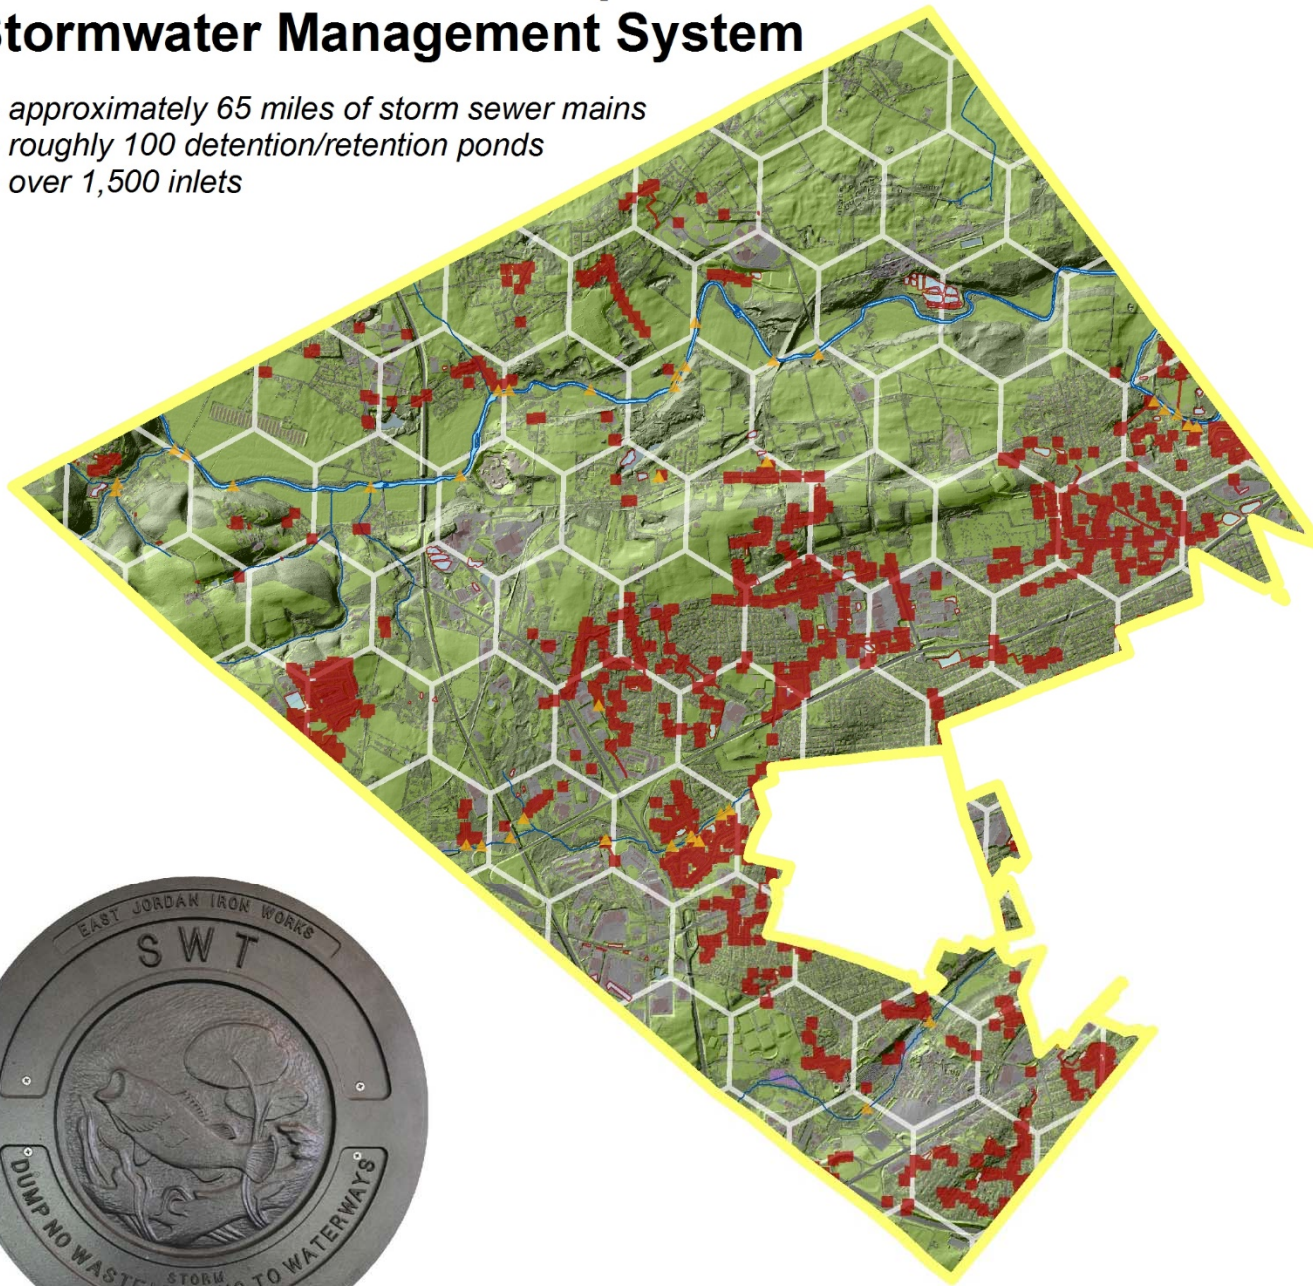 Stormwater Management System
approximately 65 miles of storm sewer mains
roughly 100 detention/retention ponds
over 1,500 inlets
EAST JORDAN IRON WORKS
SWT
DUMP NO WASTE
TO WATERWAYS
STORM